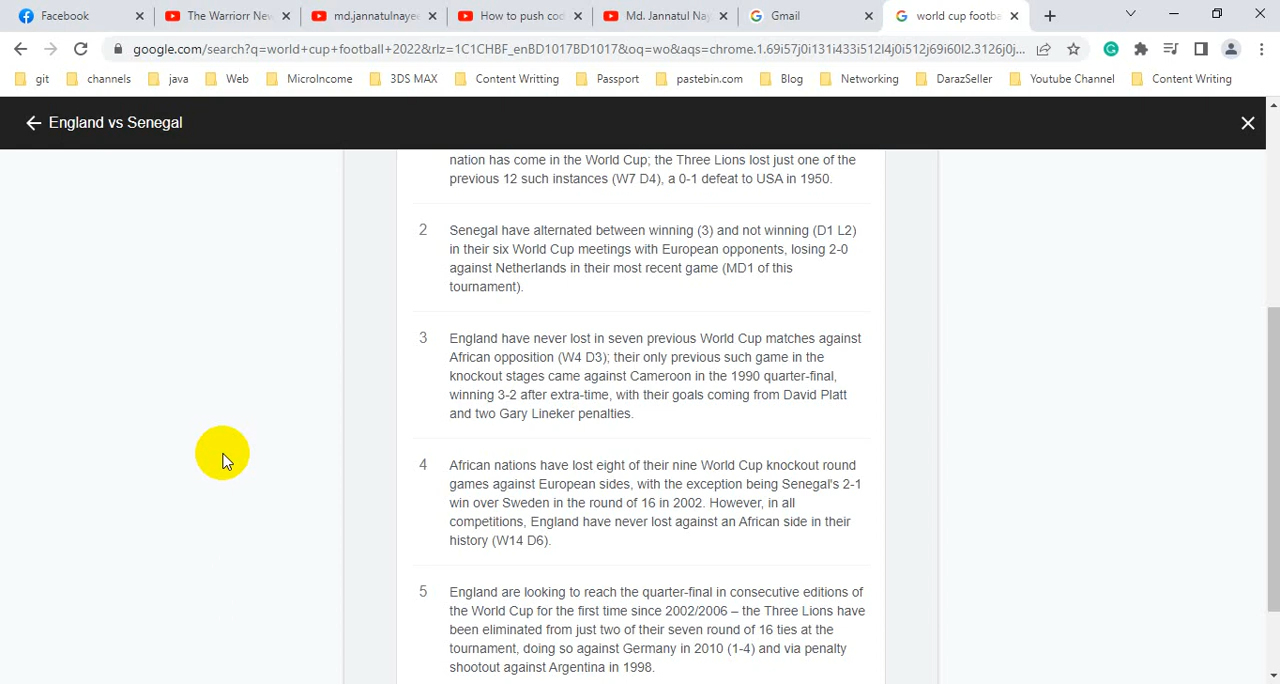 Facebook
The Warriorr New
md.jannatulnayee
How to push cod
Md. Jannatul Nay
Gmail
world cup footba
google.com/search?q=world+cup+football+2022&rlz=1C1CHBF_enBD1017BD1017&oq=wo&aqs=chrome.1.69i57j0i131i433i512l4j0i512j69i60l2.3126j0j...
git
channels
java
Web
MicroIncome
3DS MAX
Content Writting
Passport
pastebin.com
Blog
Networking
DarazSeller
Youtube Channel
Content Writing
England vs Senegal
nation has come in the World Cup; the Three Lions lost just one of the
previous 12 such instances (W7 D4), a 0-1 defeat to USA in 1950.
2 Senegal have alternated between winning (3) and not winning (D1 L2)
in their six World Cup meetings with European opponents, losing 2-0
against Netherlands in their most recent game (MD1 of this
tournament).
3 England have never lost in seven previous World Cup matches against
African opposition (W4 D3); their only previous such game in the
knockout stages came against Cameroon in the 1990 quarter-final,
winning 3-2 after extra-time, with their goals coming from David Platt
and two Gary Lineker penalties.
4 African nations have lost eight of their nine World Cup knockout round
games against European sides, with the exception being Senegal's 2-1
win over Sweden in the round of 16 in 2002. However, in all
competitions, England have never lost against an African side in their
history (W14 D6).
5 England are looking to reach the quarter-final in consecutive editions of
the World Cup for the first time since 2002/2006 – the Three Lions have
been eliminated from just two of their seven round of 16 ties at the
tournament, doing so against Germany in 2010 (1-4) and via penalty
shootout against Argentina in 1998.